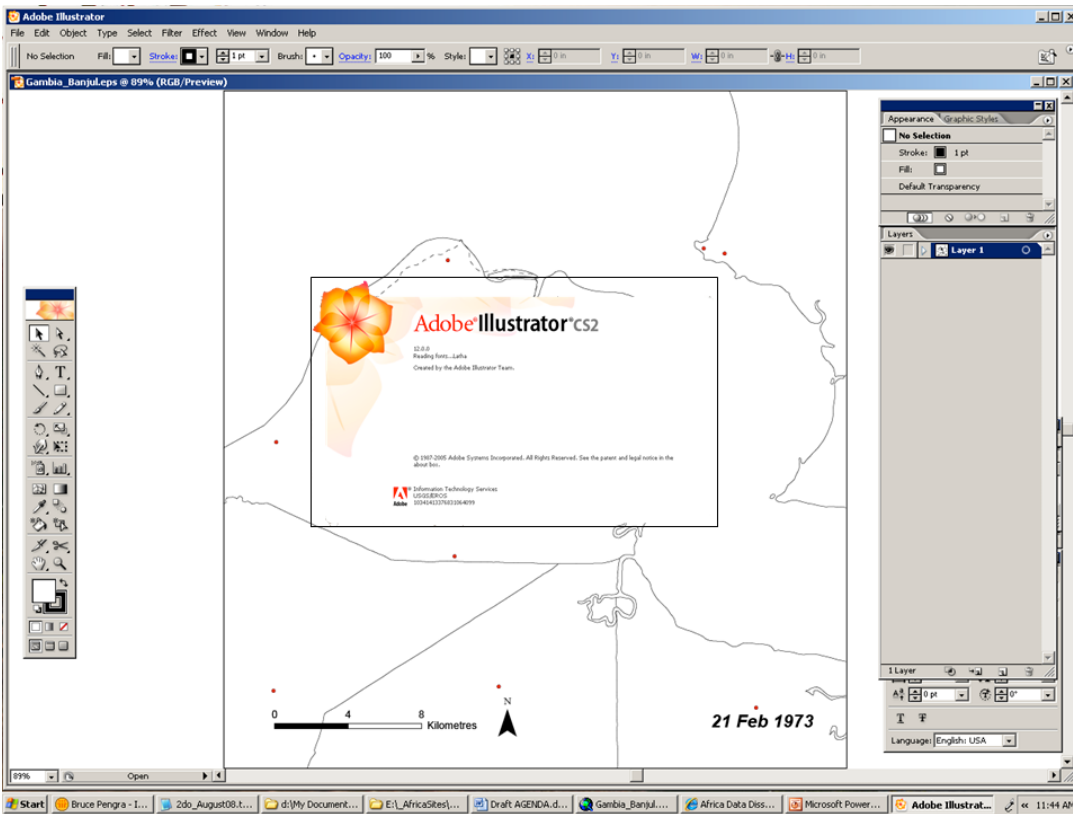 Adobe Illustrator
File Edit Object Type Select Filter Effect View Window Help
No Selection Fill: Stroke: 1 pt Brush: Opacity: 100 % Style: X: 0 in Y: 0 in W: 0 in H: 0 in
Gambia_Banjul.eps @ 89% (RGB/Preview)
Appearance Graphic Styles
No Selection
Stroke: 1 pt
Fill:
Default Transparency
Layers
Layer 1
Adobe Illustrator CS2
12.0.0
Reading fonts...Latha
Created by the Adobe Illustrator Team.
© 1987-2005 Adobe Systems Incorporated. All Rights Reserved. See the patent and legal notice in the
about box.
Information Technology Services
USGS/EROS
Adobe
1 Layer
0 pt 0°
T T
Language: English: USA
N
0 4 8
Kilometres
21 Feb 1973
89% Open
Start Bruce Pengra - I... 2do_August08.t... d:\My Document... E:\_AfricaSites\... Draft AGENDA.d... Gambia_Banjul.... Africa Data Diss... Microsoft Power... Adobe Illustrat... « 11:44 AM